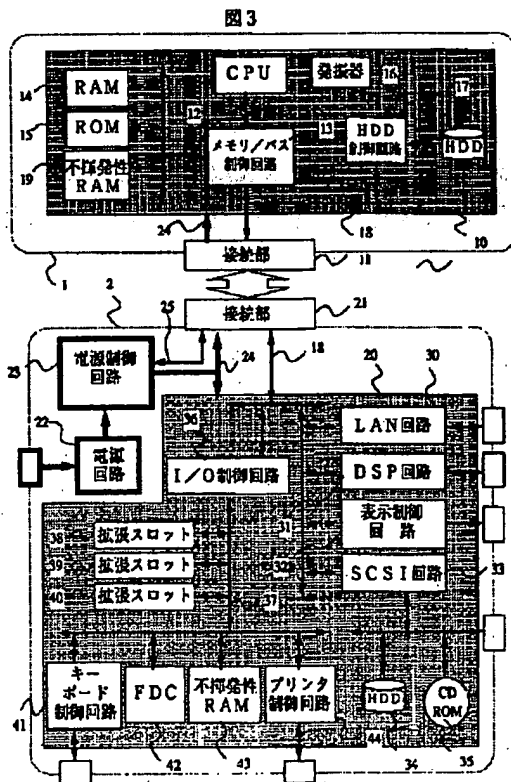 図3
14
RAM
CPU
発振器
16
17
15
ROM
12
メモリ/バス
制御回路
13
HDD
制御回路
HDD
19
不揮発性
RAM
24
18
10
接続部
11
1
2
接続部
21
25
23
電源制御
回路
24
18
20
30
22
電源
回路
36
I/O制御回路
LAN回路
DSP回路
31
表示制御
回路
38
拡張スロット
32
SCSI回路
33
39
拡張スロット
40
拡張スロット
37
キー
ボード
制御回路
FDC
不揮発性
RAM
プリンタ
制御回路
HDD
CD
ROM
41
42
43
44
34
35